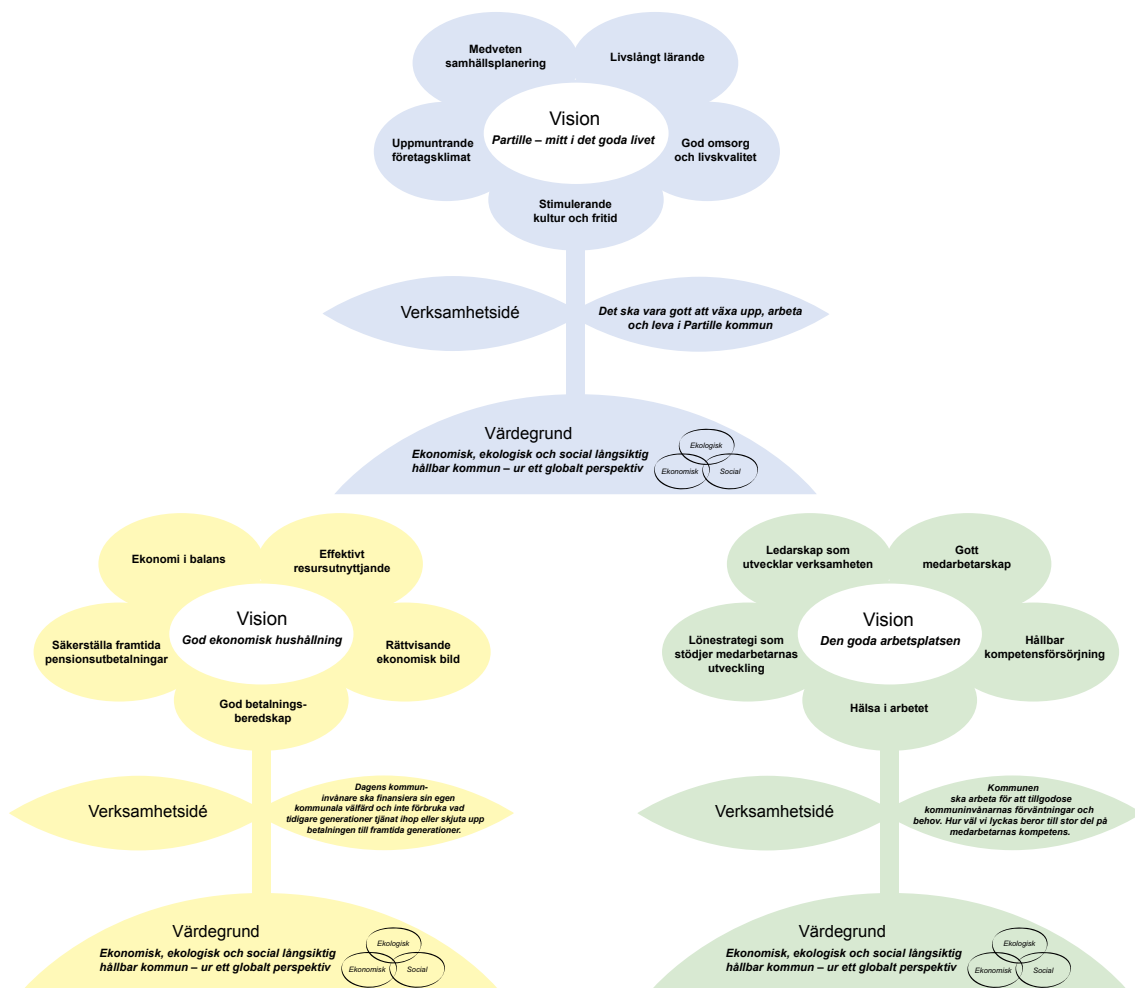 Medveten
samhällsplanering
Livslångt lärande
Vision
Partille – mitt i det goda livet
Uppmuntrande
företagsklimat
God omsorg
och livskvalitet
Stimulerande
kultur och fritid
Verksamhetsidé
Det ska vara gott att växa upp, arbeta
och leva i Partille kommun
Värdegrund
Ekonomisk, ekologisk och social långsiktig
hållbar kommun – ur ett globalt perspektiv
Ekologisk
Ekonomisk
Social
Ekonomi i balans
Effektivt
resursutnyttjande
Vision
God ekonomisk hushållning
Säkerställa framtida
pensionsutbetalningar
Rättvisande
ekonomisk bild
God betalnings-
beredskap
Verksamhetsidé
Dagens kommun-
invånare ska finansiera sin egen
kommunala välfärd och inte förbruka vad
tidigare generationer tjänat ihop eller skjuta upp
betalningen till framtida generationer.
Värdegrund
Ekonomisk, ekologisk och social långsiktig
hållbar kommun – ur ett globalt perspektiv
Ekologisk
Ekonomisk
Social
Ledarskap som
utvecklar verksamheten
Gott
medarbetarskap
Vision
Den goda arbetsplatsen
Lönestrategi som
stödjer medarbetarnas
utveckling
Hållbar
kompetensförsörjning
Hälsa i arbetet
Verksamhetsidé
Kommunen
ska arbeta för att tillgodose
kommuninvånarnas förväntningar och
behov. Hur väl vi lyckas beror till stor del på
medarbetarnas kompetens.
Värdegrund
Ekonomisk, ekologisk och social långsiktig
hållbar kommun – ur ett globalt perspektiv
Ekologisk
Ekonomisk
Social